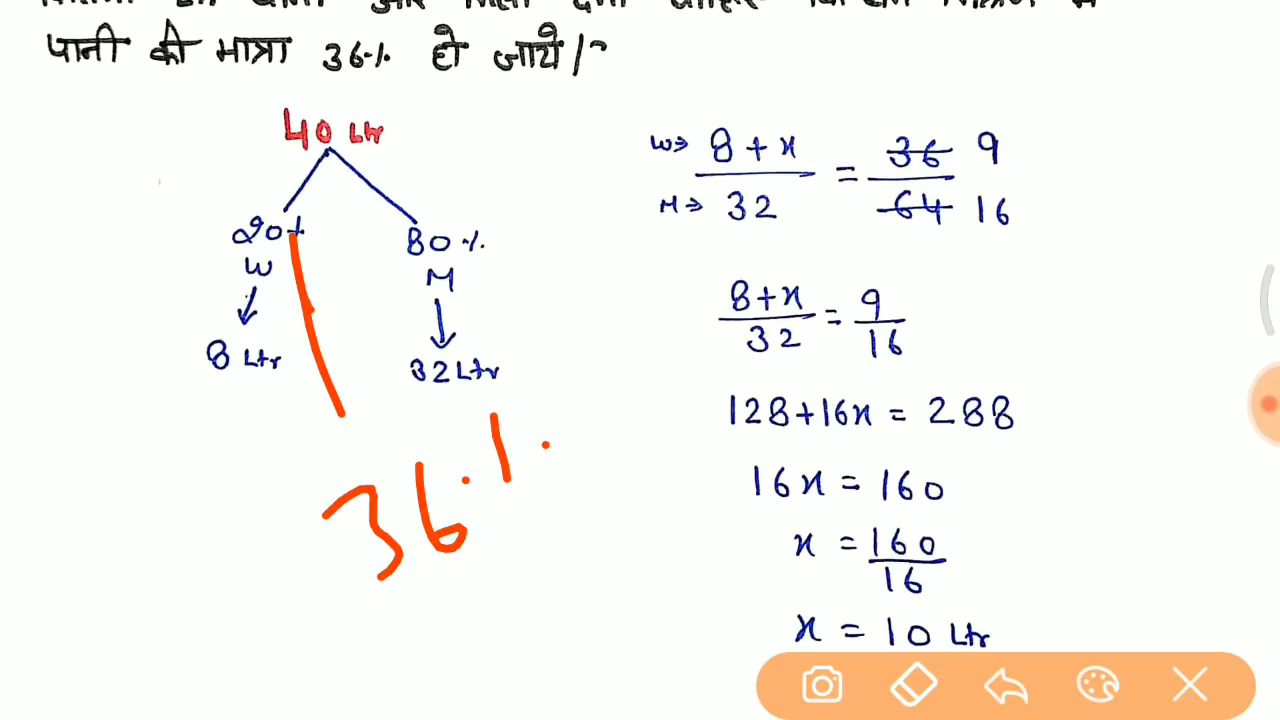 पानी की मात्रा 36% हो जाये।?
40 Ltr
20%
80%
W
M
8 Ltr
32 Ltr
36%
W⇒ 8+x/32 = 36/64 9/16
M⇒
8+x/32 = 9/16
128+16x = 288
16x = 160
x = 160/16
x = 10 Ltr